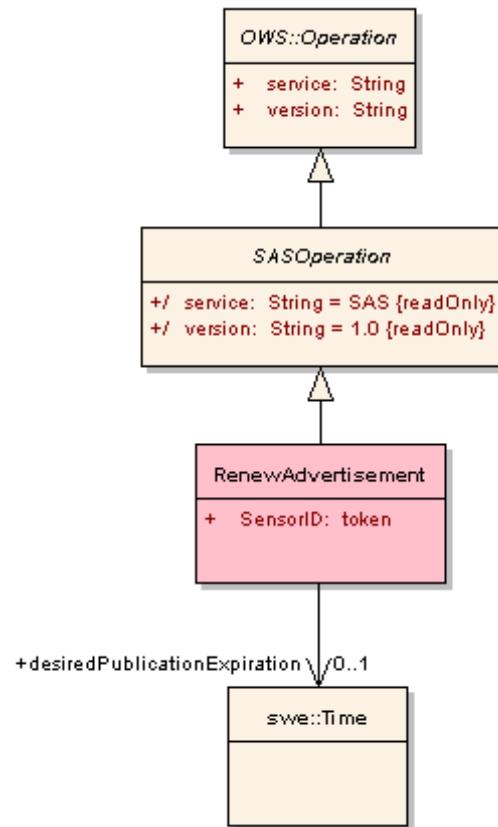 OWS::Operation
+ service: String
+ version: String
SASOperation
+/ service: String = SAS {readOnly}
+/ version: String = 1.0 {readOnly}
RenewAdvertisement
+ SensorID: token
+desiredPublicationExpiration 0..1
swe::Time